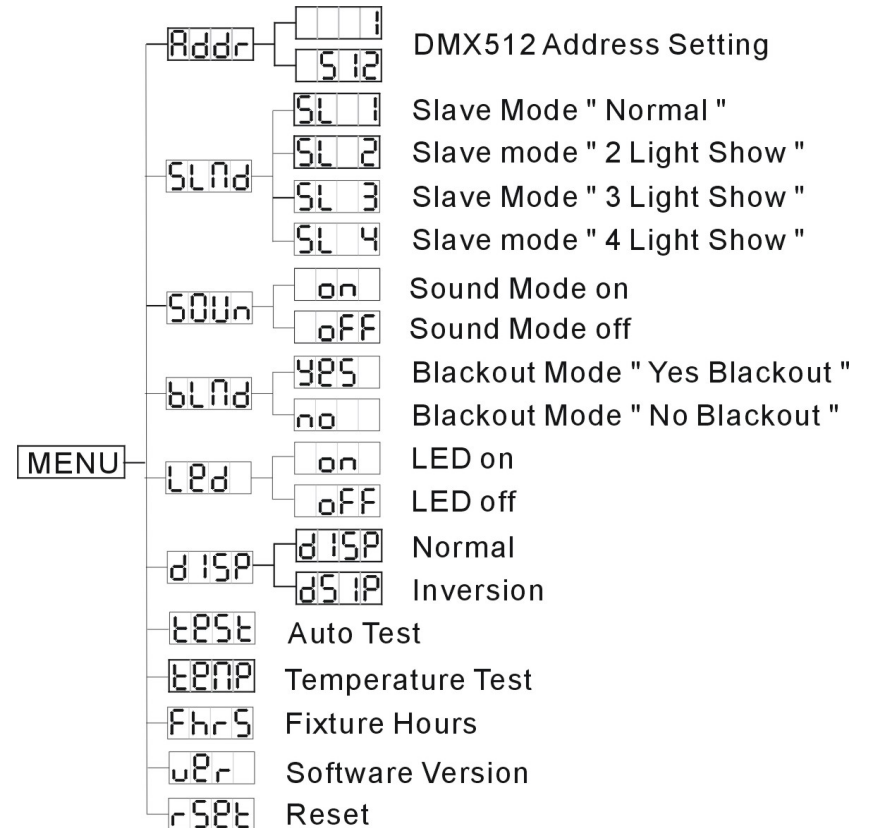 1
Addr DMX512 Address Setting
512
SL 1 Slave Mode " Normal "
SL 2 Slave mode " 2 Light Show "
SLMd
SL 3 Slave Mode " 3 Light Show "
SL 4 Slave mode " 4 Light Show "
on Sound Mode on
SOUn
oFF Sound Mode off
yes Blackout Mode " Yes Blackout "
bLMd
no Blackout Mode " No Blackout "
MENU
on LED on
Led
oFF LED off
dISP Normal
dISP
dSIP Inversion
test Auto Test
teMP Temperature Test
FhrS Fixture Hours
ver Software Version
rSet Reset